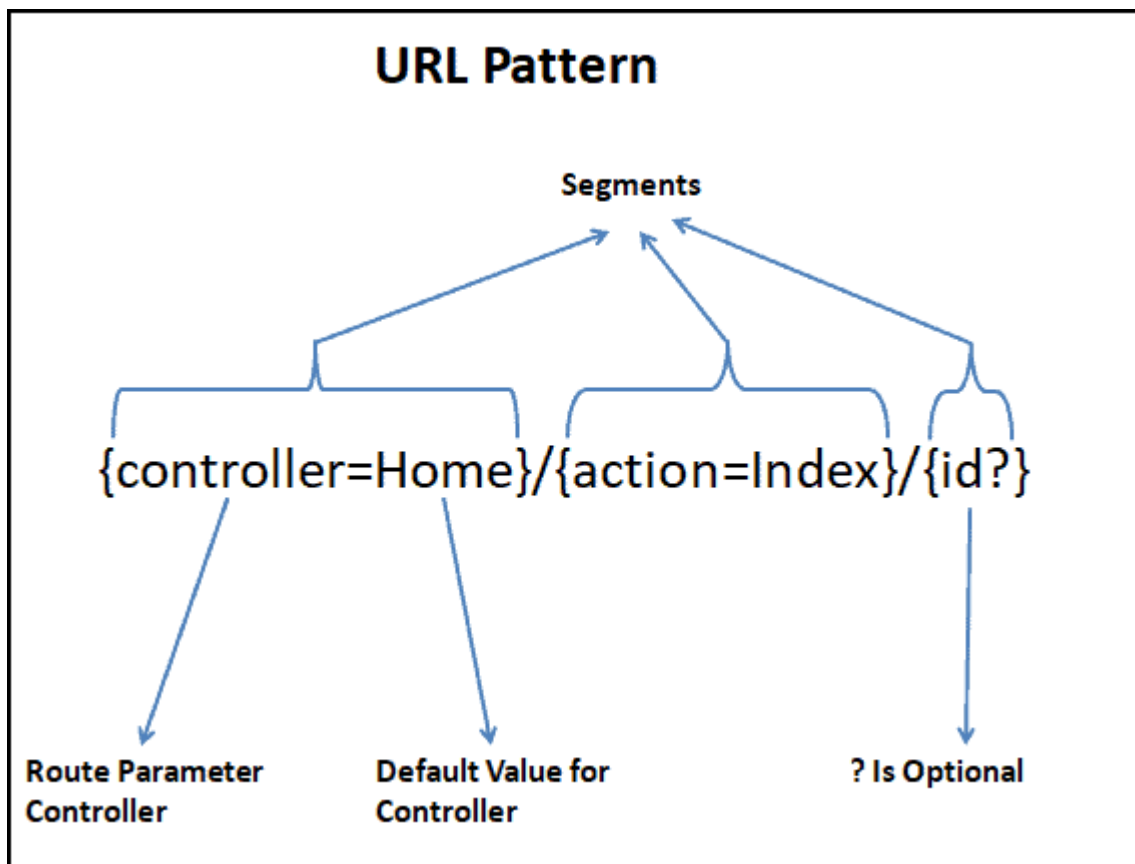 URL Pattern
Segments
{controller=Home}/{action=Index}/{id?}
Route Parameter
Controller
Default Value for
Controller
? Is Optional